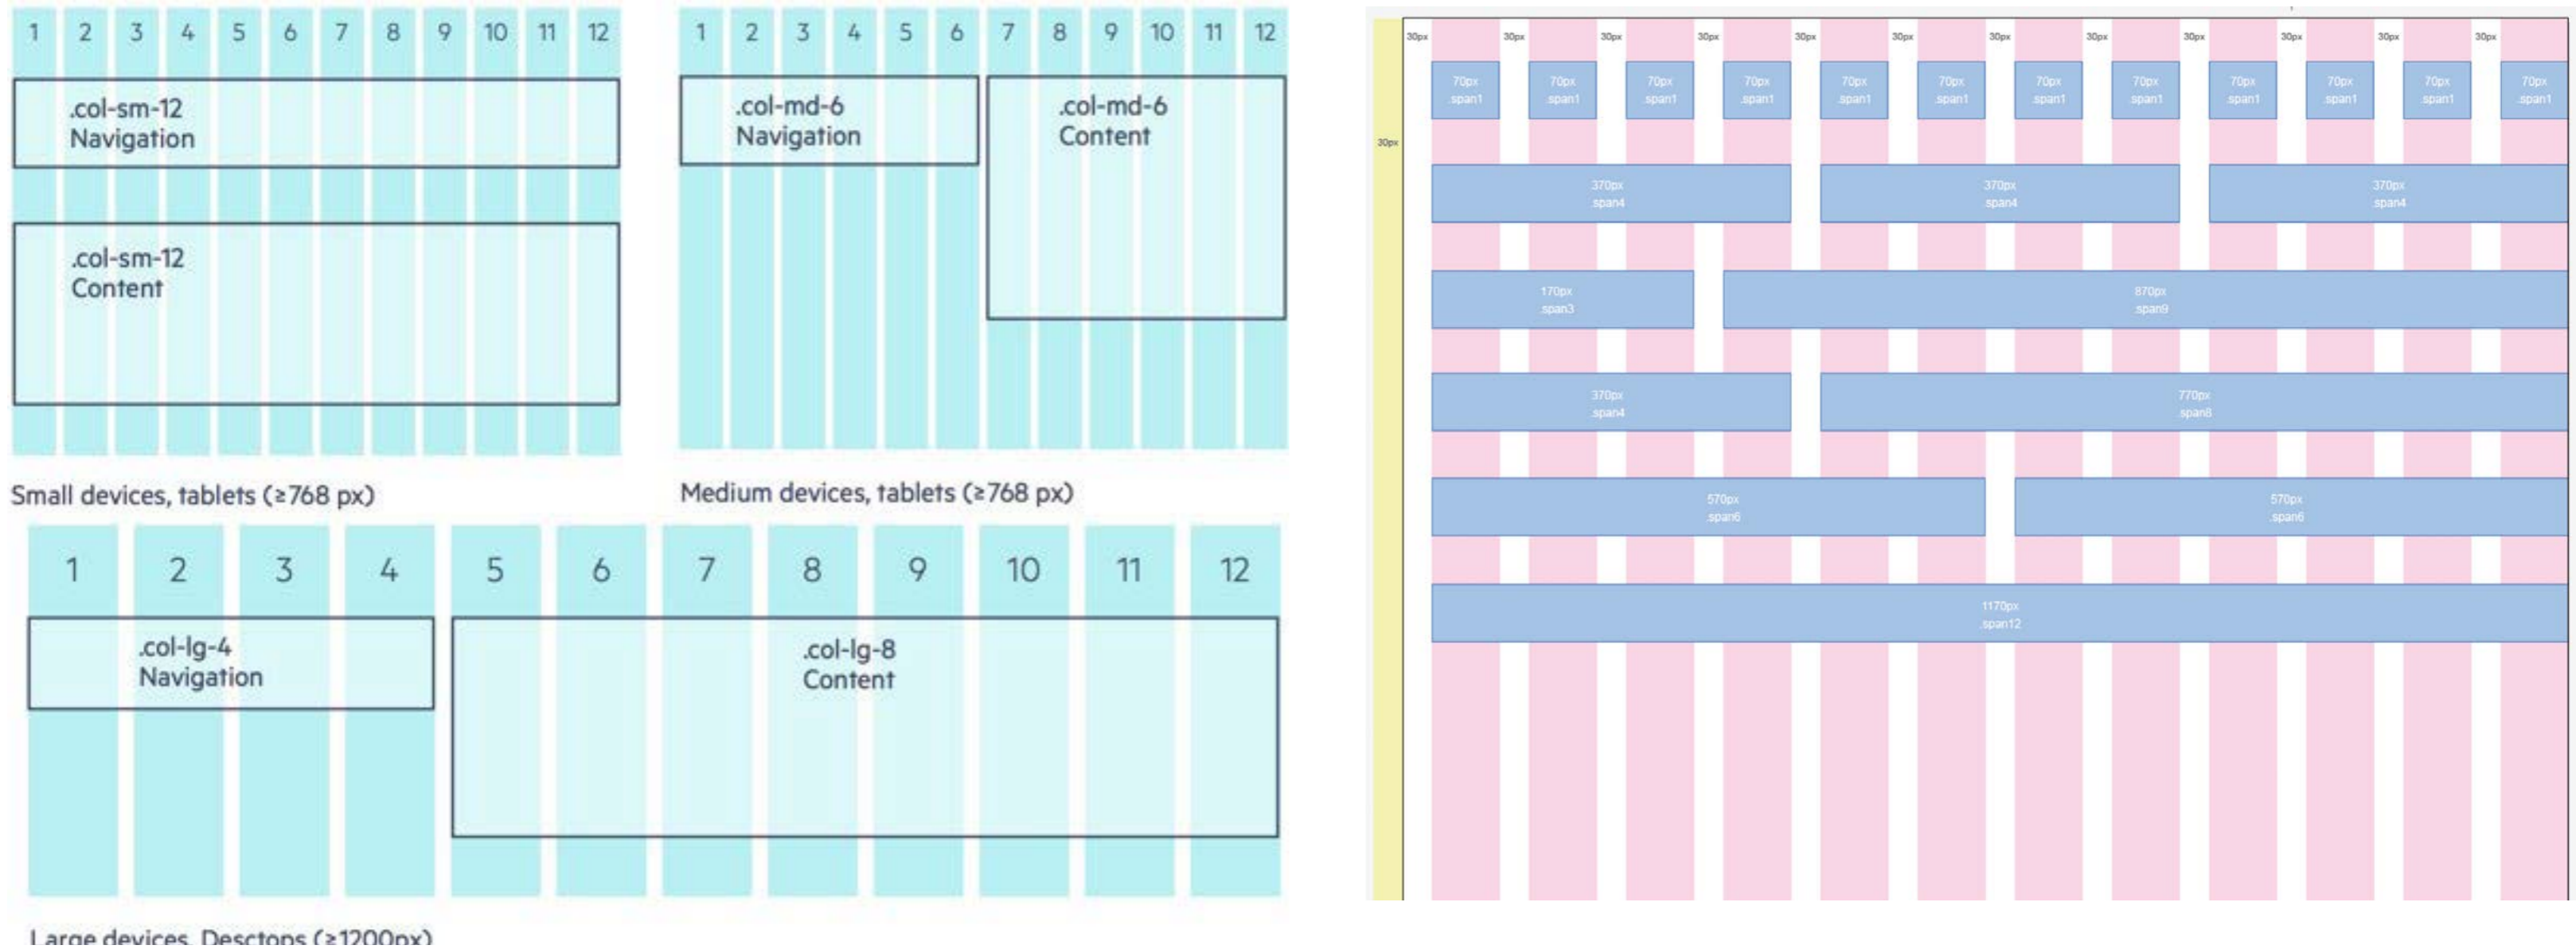 1 2 3 4 5 6 7 8 9 10 11 12
.col-sm-12
Navigation
.col-sm-12
Content
Small devices, tablets (≥768 px)
1 2 3 4 5 6 7 8 9 10 11 12
.col-md-6
Navigation
.col-md-6
Content
Medium devices, tablets (≥768 px)
1 2 3 4 5 6 7 8 9 10 11 12
.col-lg-4
Navigation
.col-lg-8
Content
Large devices, Desctops (≥1200px)
30px 30px 30px 30px 30px 30px 30px 30px 30px 30px 30px 30px
70px 70px 70px 70px 70px 70px 70px 70px 70px 70px 70px 70px
.span1 .span1 .span1 .span1 .span1 .span1 .span1 .span1 .span1 .span1 .span1 .span1
30px
370px 370px 370px
.span4 .span4 .span4
170px 870px
.span3 .span9
370px 770px
.span4 .span8
570px 570px
.span6 .span6
1170px
.span12